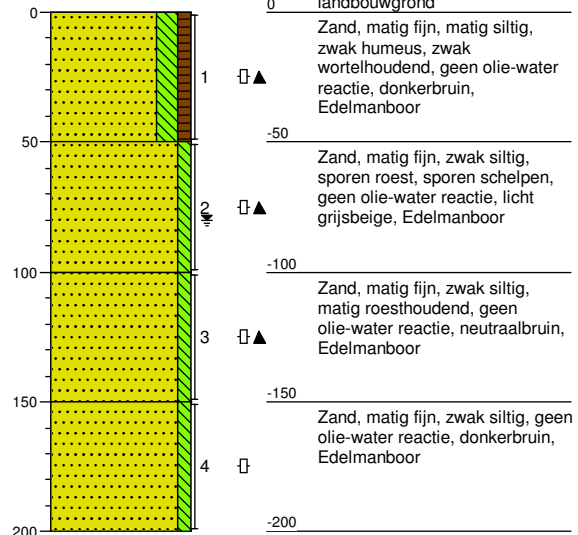 0
landbouwgrond
0
Zand, matig fijn, matig siltig,
zwak humeus, zwak
wortelhoudend, geen olie-water
reactie, donkerbruin,
Edelmanboor
1
50
-50
Zand, matig fijn, zwak siltig,
sporen roest, sporen schelpen,
geen olie-water reactie, licht
grijsbeige, Edelmanboor
2
100
-100
Zand, matig fijn, zwak siltig,
matig roesthoudend, geen
olie-water reactie, neutraalbruin,
Edelmanboor
3
150
-150
Zand, matig fijn, zwak siltig, geen
olie-water reactie, donkerbruin,
Edelmanboor
4
200
-200